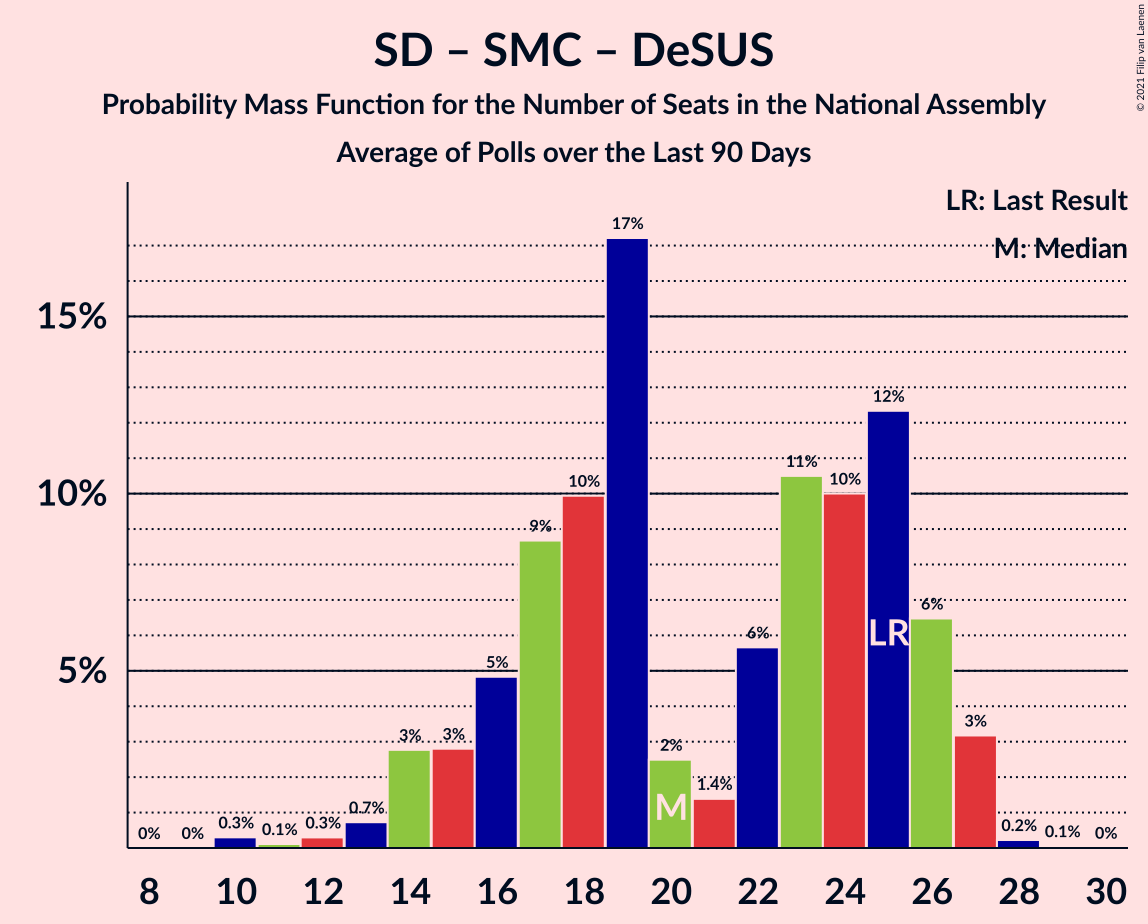 SD – SMC – DeSUS
Probability Mass Function for the Number of Seats in the National Assembly
Average of Polls over the Last 90 Days
© 2021 Filip van Laenen
LR: Last Result
M: Median
15%
10%
5%
0% 0% 0.3% 0.1% 0.3% 0.7% 3% 3% 5% 9% 10% 17% 2% 1.4% 6% 11% 10% 12% 6% 3% 0.2% 0.1% 0%
M
LR
8 10 12 14 16 18 20 22 24 26 28 30